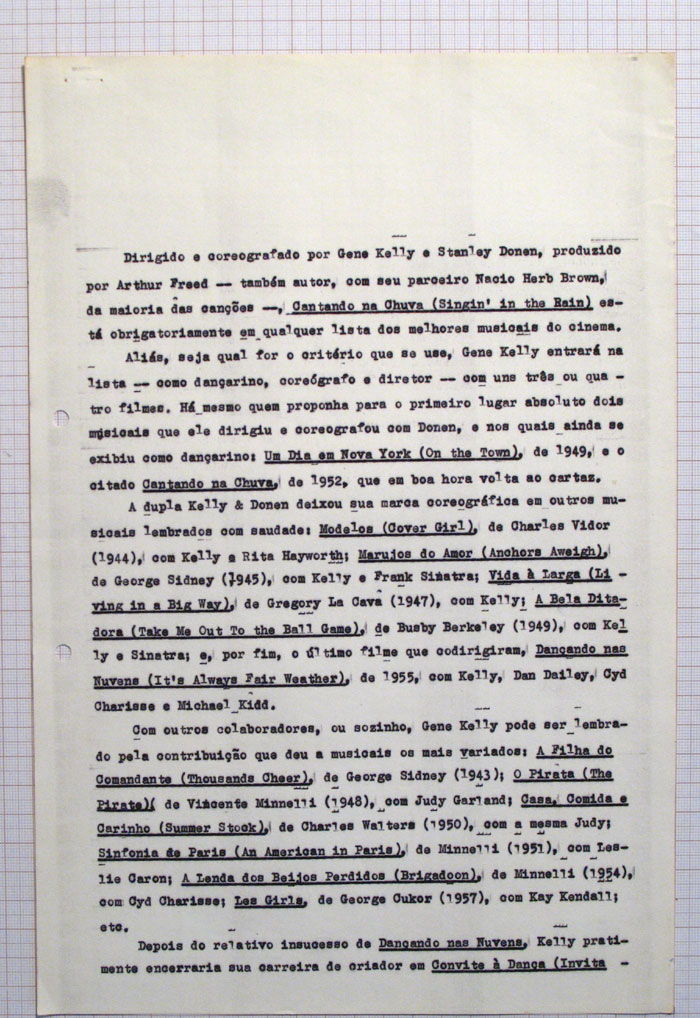 Dirigido e coreografado por Gene Kelly e Stanley Donen, produzido
por Arthur Freed -- também autor, com seu parceiro Nacio Herb Brown,
da maioria das canções --, Cantando na Chuva (Singin' in the Rain) es-
tá obrigatoriamente em qualquer lista dos melhores musicais do cinema.
Aliás, seja qual for o critério que se use, Gene Kelly entrará na
lista -- como dançarino, coreógrafo e diretor -- com uns três ou qua -
tro filmes. Há mesmo quem proponha para o primeiro lugar absoluto dois
musicais que ele dirigiu e coreografou com Donen, e nos quais ainda se
exibiu como dançarino: Um Dia em Nova York (On the Town), de 1949, e o
citado Cantando na Chuva, de 1952, que em boa hora volta ao cartaz.
A dupla Kelly & Donen deixou sua marca coreográfica em outros mu-
sicais lembrados com saudade: Modelos (Cover Girl), de Charles Vidor
(1944), com Kelly e Rita Hayworth; Marujos do Amor (Anchors Aweigh),
de George Sidney (1945), com Kelly e Frank Sinatra; Vida à Larga (Li -
ving in a Big Way), de Gregory La Cava (1947), com Kelly; A Bela Dita-
dora (Take Me Out To the Ball Game), de Busby Berkeley (1949), com Kel
ly e Sinatra; e, por fim, o último filme que codirigiram, Dançando nas
Nuvens (It's Always Fair Weather), de 1955, com Kelly, Dan Dailey, Cyd
Charisse e Michael Kidd.
Com outros colaboradores, ou sozinho, Gene Kelly pode ser lembra-
do pela contribuição que deu a musicais os mais variados: A Filha do
Comandante (Thousands Cheer), de George Sidney (1943); O Pirata (The
Pirate)( de Vincente Minnelli (1948), com Judy Garland; Casa, Comida e
Carinho (Summer Stock), de Charles Walters (1950), com a mesma Judy;
Sinfonia de Paris (An American in Paris), de Minnelli (1951), com Les-
lie Caron; A Lenda dos Beijos Perdidos (Brigadoon), de Minnelli (1954),
com Cyd Charisse; Les Girls, de George Cukor (1957), com Kay Kendall;
etc.
Depois do relativo insucesso de Dançando nas Nuvens, Kelly prati-
mente encerraria sua carreira de criador em Convite à Dança (Invita -